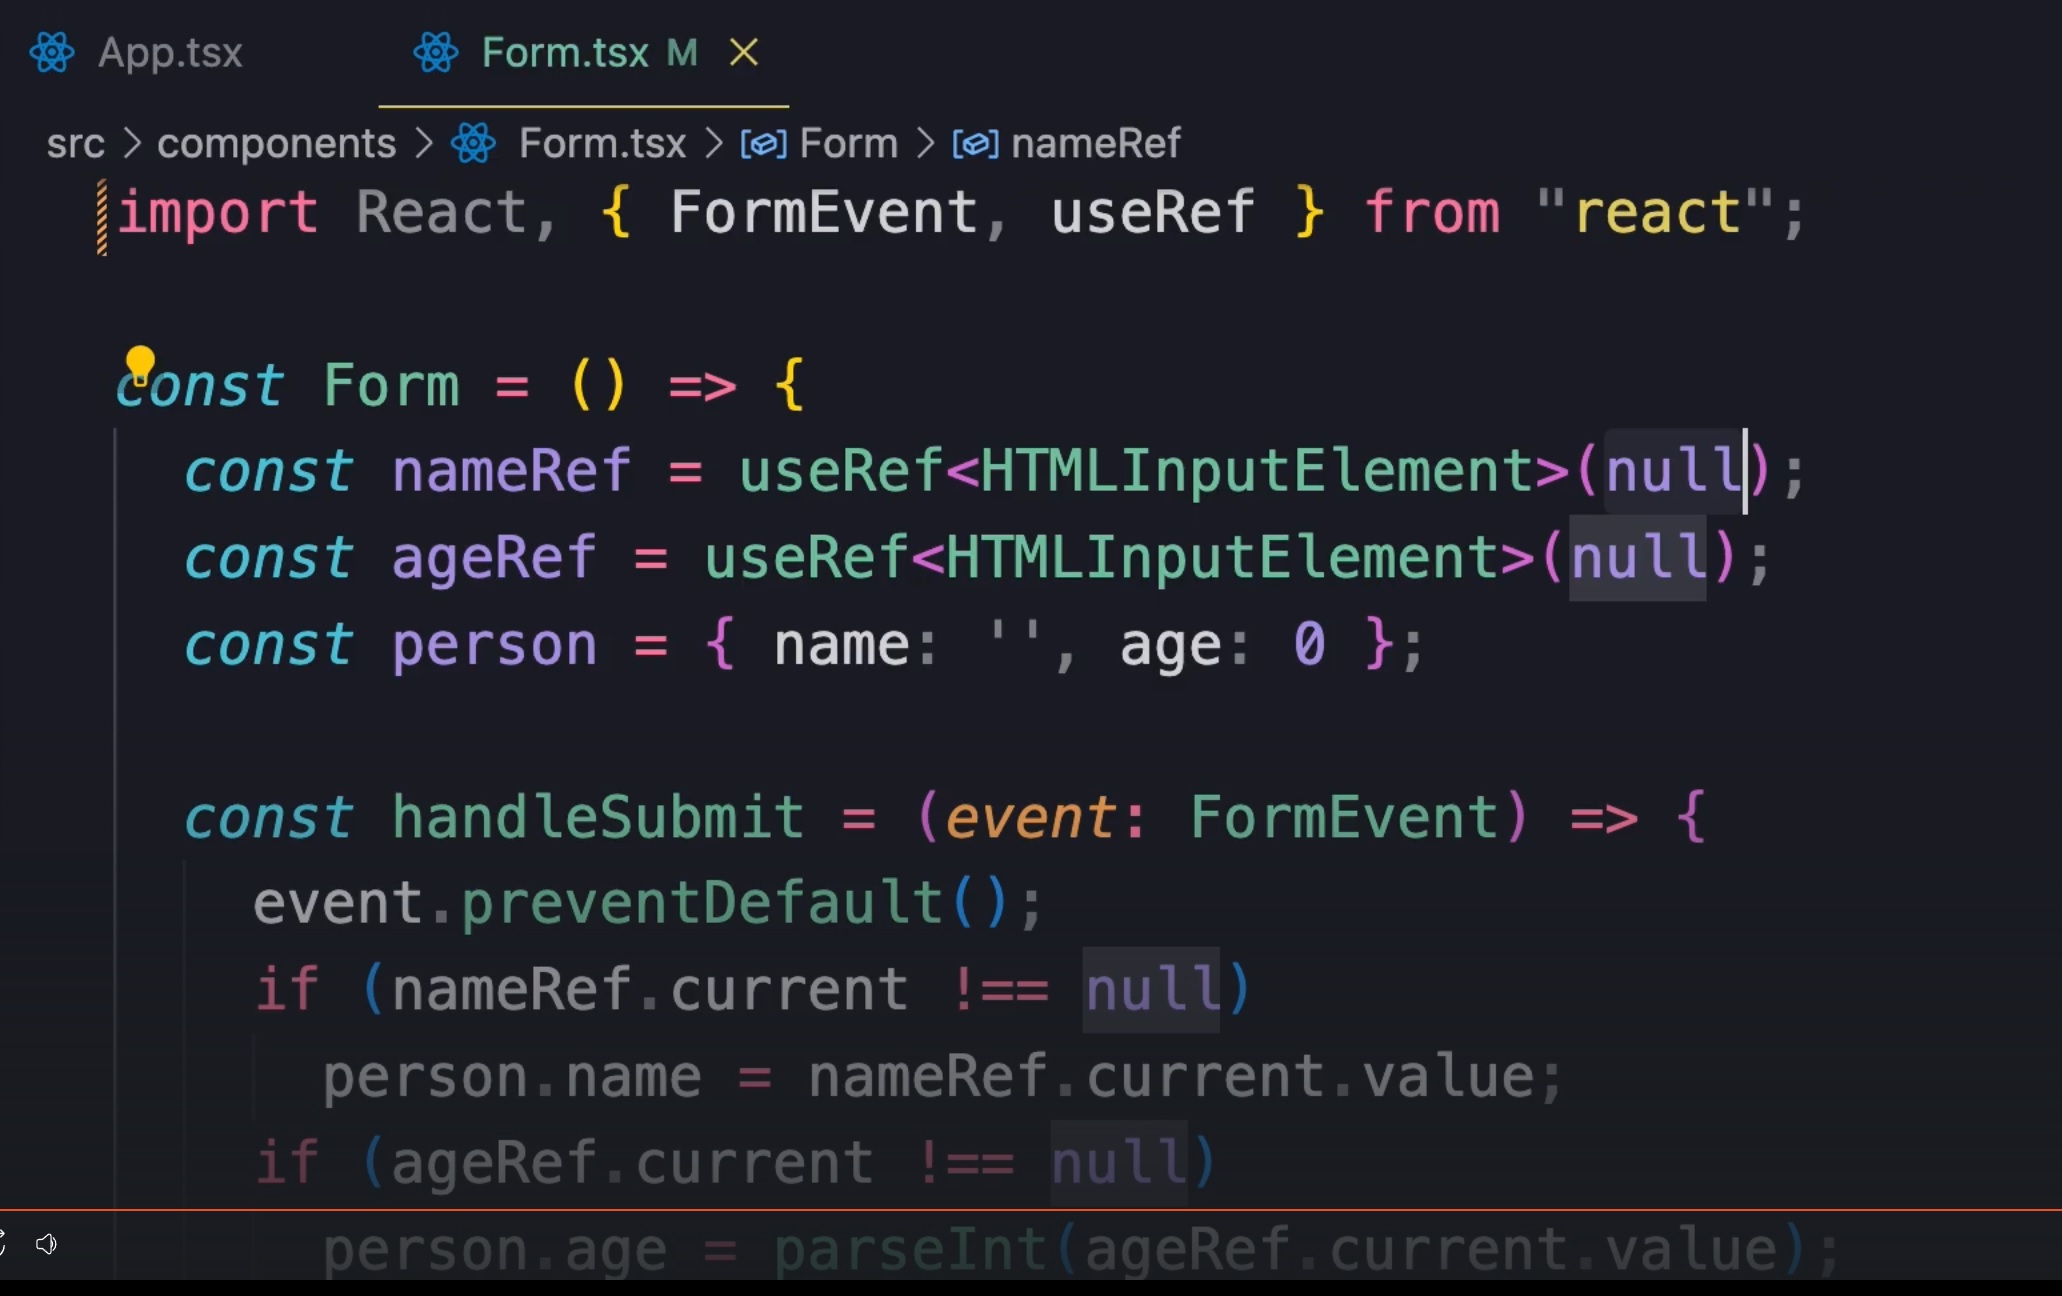 App.tsx Form.tsx M
src > components > Form.tsx > Form > nameRef
import React, { FormEvent, useRef } from "react";
const Form = () => {
const nameRef = useRef<HTMLInputElement>(null);
const ageRef = useRef<HTMLInputElement>(null);
const person = { name: '', age: 0 };
const handleSubmit = (event: FormEvent) => {
event.preventDefault();
if (nameRef.current !== null)
person.name = nameRef.current.value;
if (ageRef.current !== null)
person.age = parseInt(ageRef.current.value);